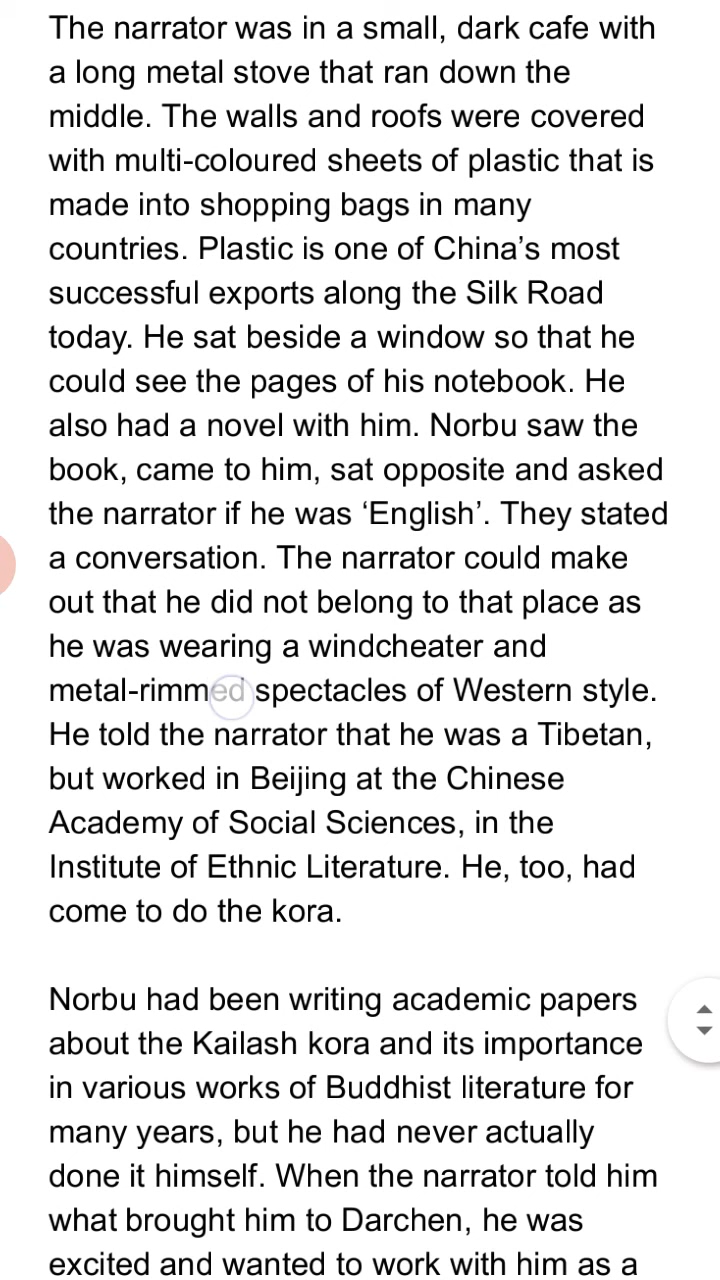 The narrator was in a small, dark cafe with
a long metal stove that ran down the
middle. The walls and roofs were covered
with multi-coloured sheets of plastic that is
made into shopping bags in many
countries. Plastic is one of China’s most
successful exports along the Silk Road
today. He sat beside a window so that he
could see the pages of his notebook. He
also had a novel with him. Norbu saw the
book, came to him, sat opposite and asked
the narrator if he was ‘English’. They stated
a conversation. The narrator could make
out that he did not belong to that place as
he was wearing a windcheater and
metal-rimmed spectacles of Western style.
He told the narrator that he was a Tibetan,
but worked in Beijing at the Chinese
Academy of Social Sciences, in the
Institute of Ethnic Literature. He, too, had
come to do the kora.
Norbu had been writing academic papers
about the Kailash kora and its importance
in various works of Buddhist literature for
many years, but he had never actually
done it himself. When the narrator told him
what brought him to Darchen, he was
excited and wanted to work with him as a